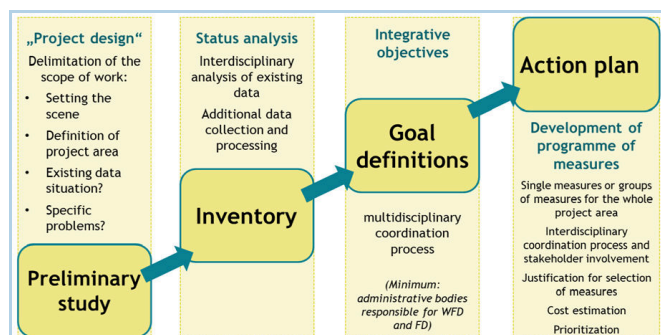 „Project design“
Delimitation of the
scope of work:
• Setting the
scene
• Definition of
project area
• Existing data
situation?
• Specific
problems?
Preliminary
study
Status analysis
Interdisciplinary
analysis of existing
data
Additional data
collection and
processing
Inventory
Integrative
objectives
Goal
definitions
multidisciplinary
coordination
process
(Minimum:
administrative bodies
responsible for WFD
and FD)
Action plan
Development of
programme of
measures
Single measures or groups
of measures for the whole
project area
Interdisciplinary
coordination process and
stakeholder involvement
Justification for selection
of measures
Cost estimation
Prioritization